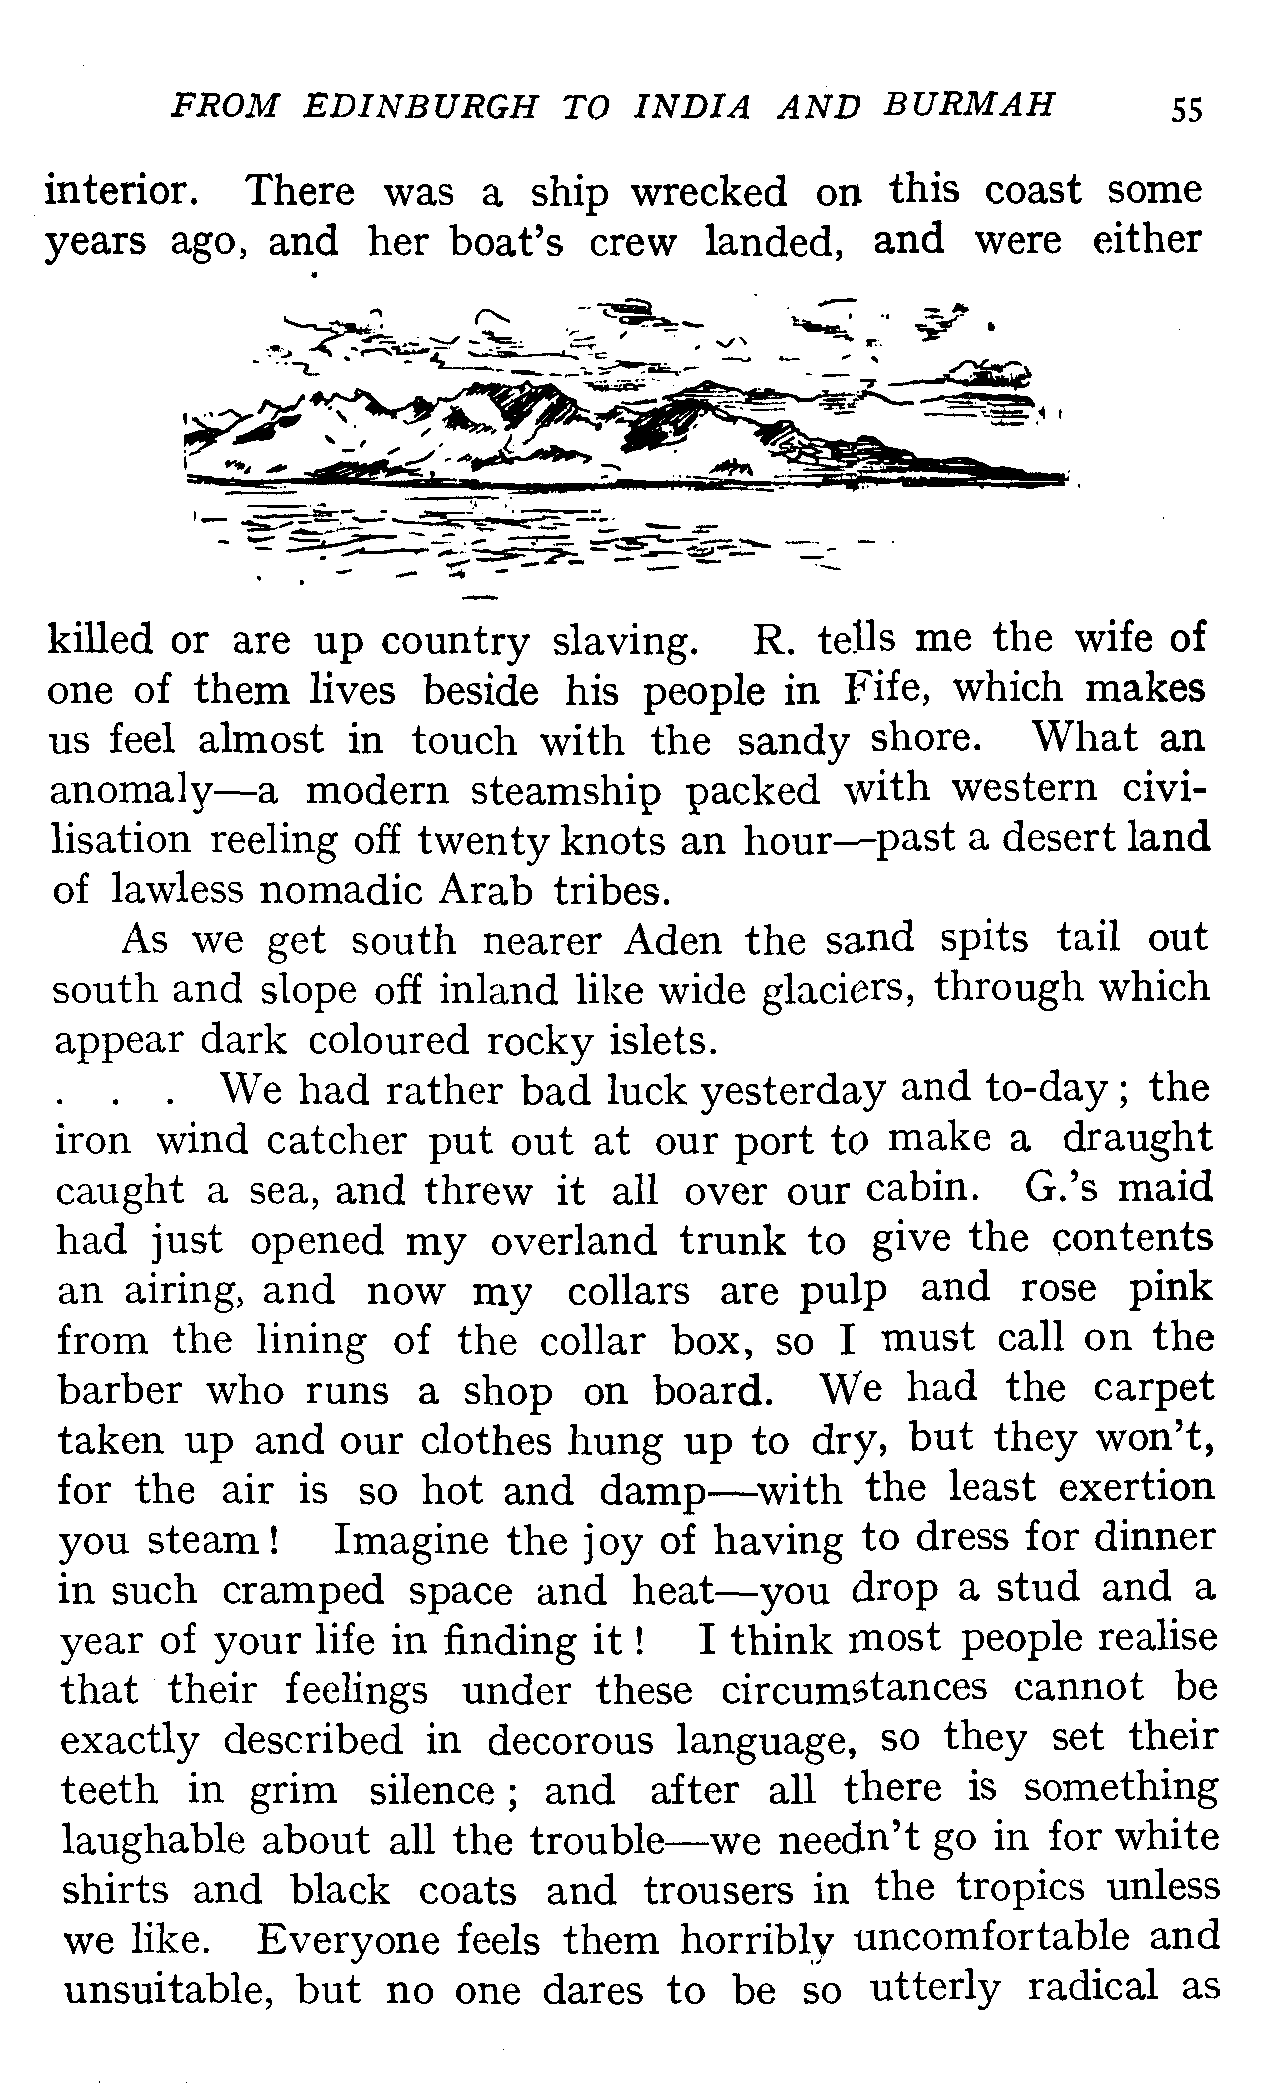 FROM EDINBURGH TO INDIA AND BURMAH 55
interior. There was a ship wrecked on this coast some
years ago, and her boat's crew landed, and were either
killed or are up country slaving. R. tells me the wife of
one of them lives beside his people in Fife, which makes
us feel almost in touch with the sandy shore. What an
anomaly—a modern steamship packed with western civi-
lisation reeling off twenty knots an hour—past a desert land
of lawless nomadic Arab tribes.
As we get south nearer Aden the sand spits tail out
south and slope off inland like wide glaciers, through which
appear dark coloured rocky islets.
. . . We had rather bad luck yesterday and to-day; the
iron wind catcher put out at our port to make a draught
caught a sea, and threw it all over our cabin. G.'s maid
had just opened my overland trunk to give the contents
an airing, and now my collars are pulp and rose pink
from the lining of the collar box, so I must call on the
barber who runs a shop on board. We had the carpet
taken up and our clothes hung up to dry, but they won't,
for the air is so hot and damp—with the least exertion
you steam! Imagine the joy of having to dress for dinner
in such cramped space and heat—you drop a stud and a
year of your life in finding it! I think most people realise
that their feelings under these circumstances cannot be
exactly described in decorous language, so they set their
teeth in grim silence; and after all there is something
laughable about all the trouble—we needn't go in for white
shirts and black coats and trousers in the tropics unless
we like. Everyone feels them horribly uncomfortable and
unsuitable, but no one dares to be so utterly radical as